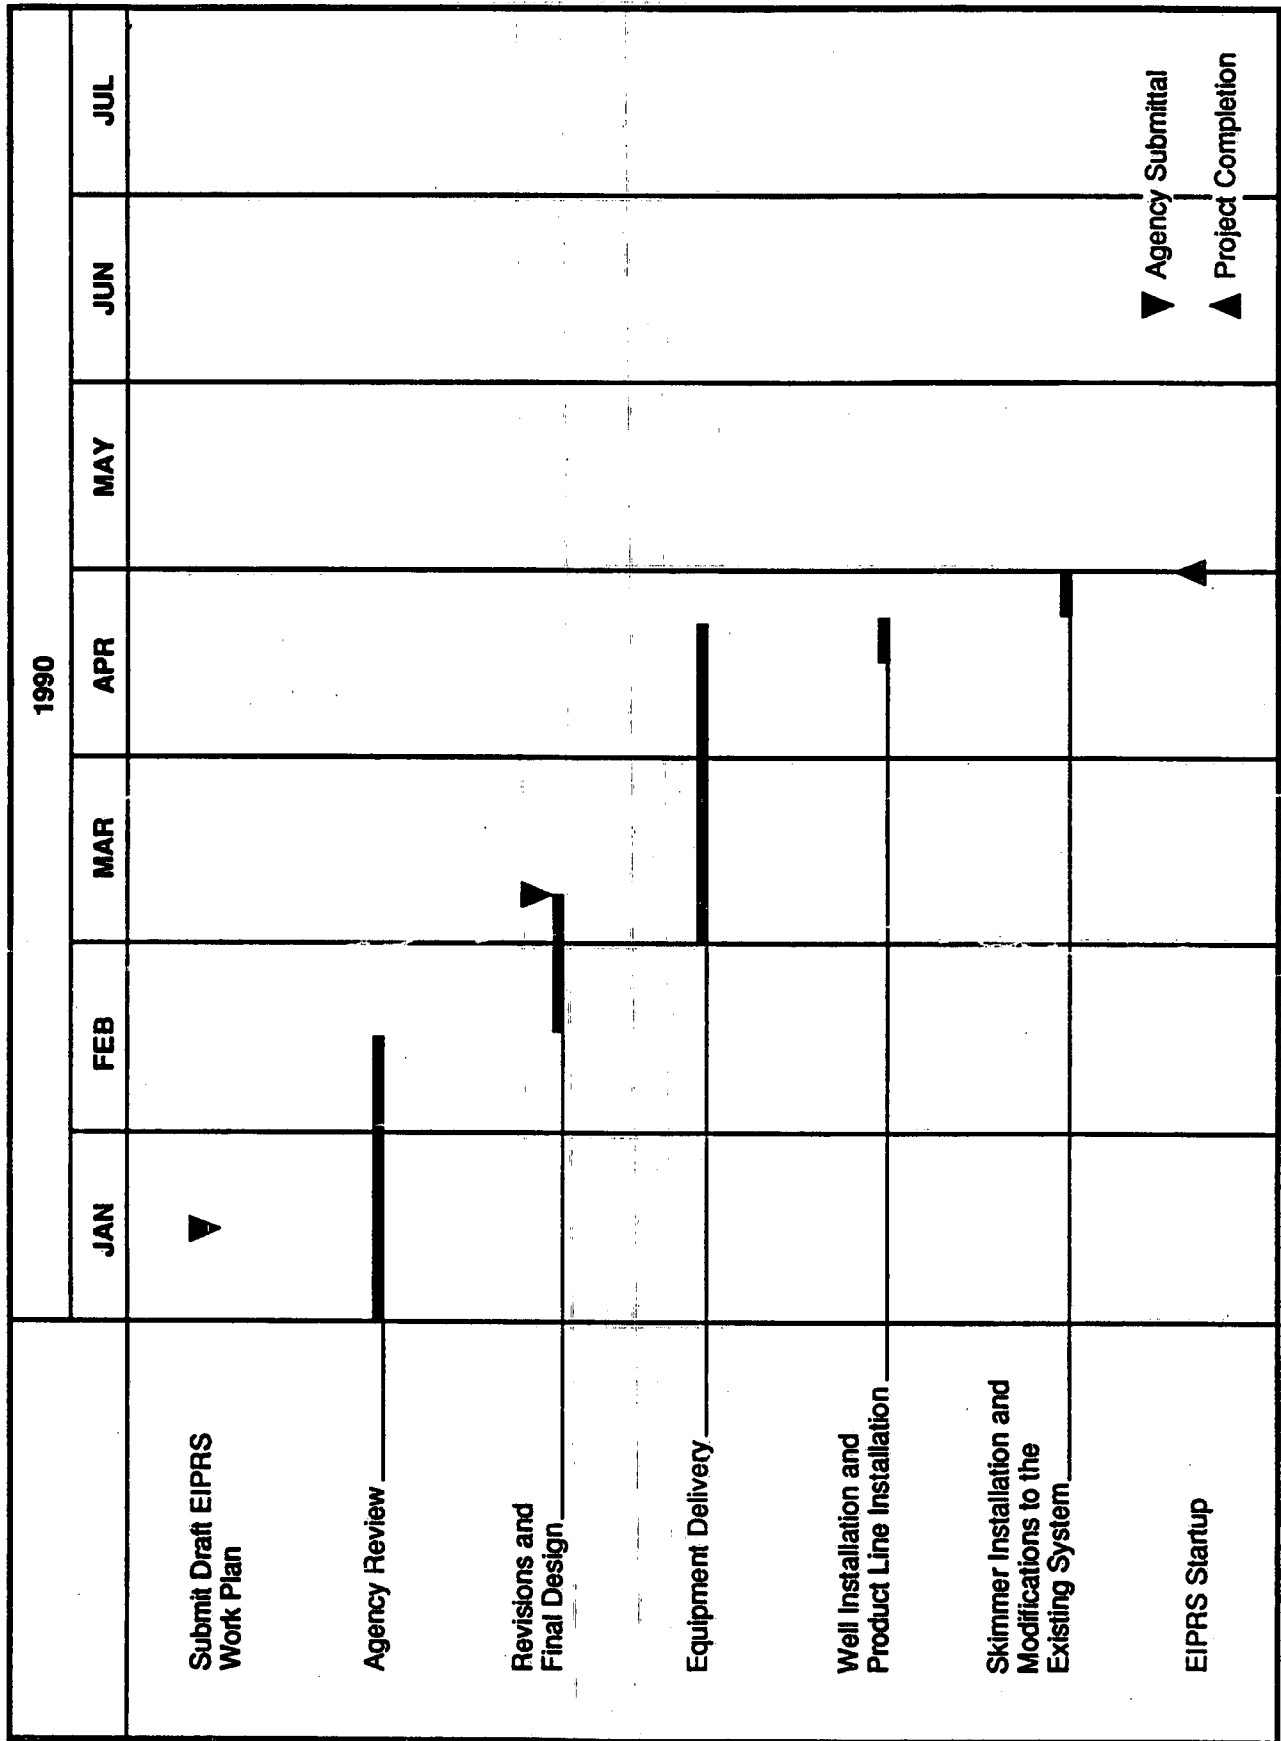 1990
JAN FEB MAR APR MAY JUN JUL
Submit Draft EIPRS
Work Plan
Agency Review
Revisions and
Final Design
Equipment Delivery
Well Installation and
Product Line Installation
Skimmer Installation and
Modifications to the
Existing System
EIPRS Startup
Agency Submittal
Project Completion